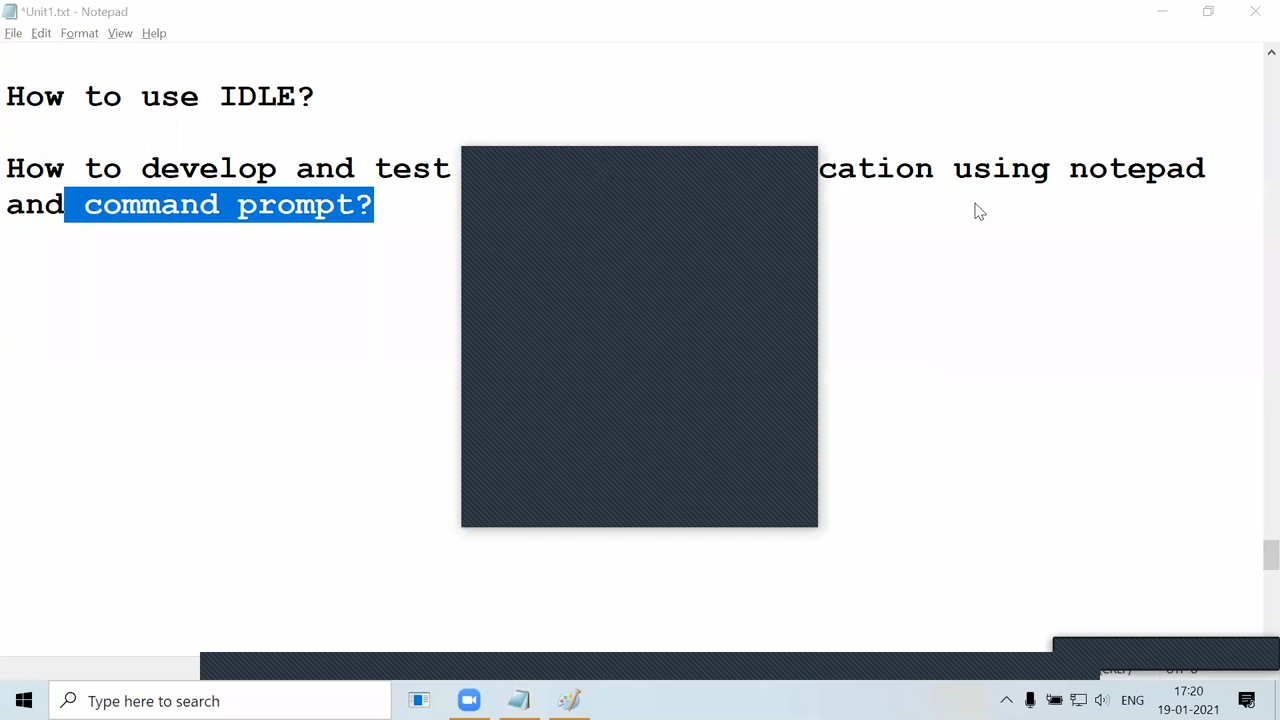 *Unit1.txt - Notepad
File Edit Format View Help
How to use IDLE?
How to develop and test cation using notepad
and command prompt?
Type here to search
ENG
17:20
19-01-2021